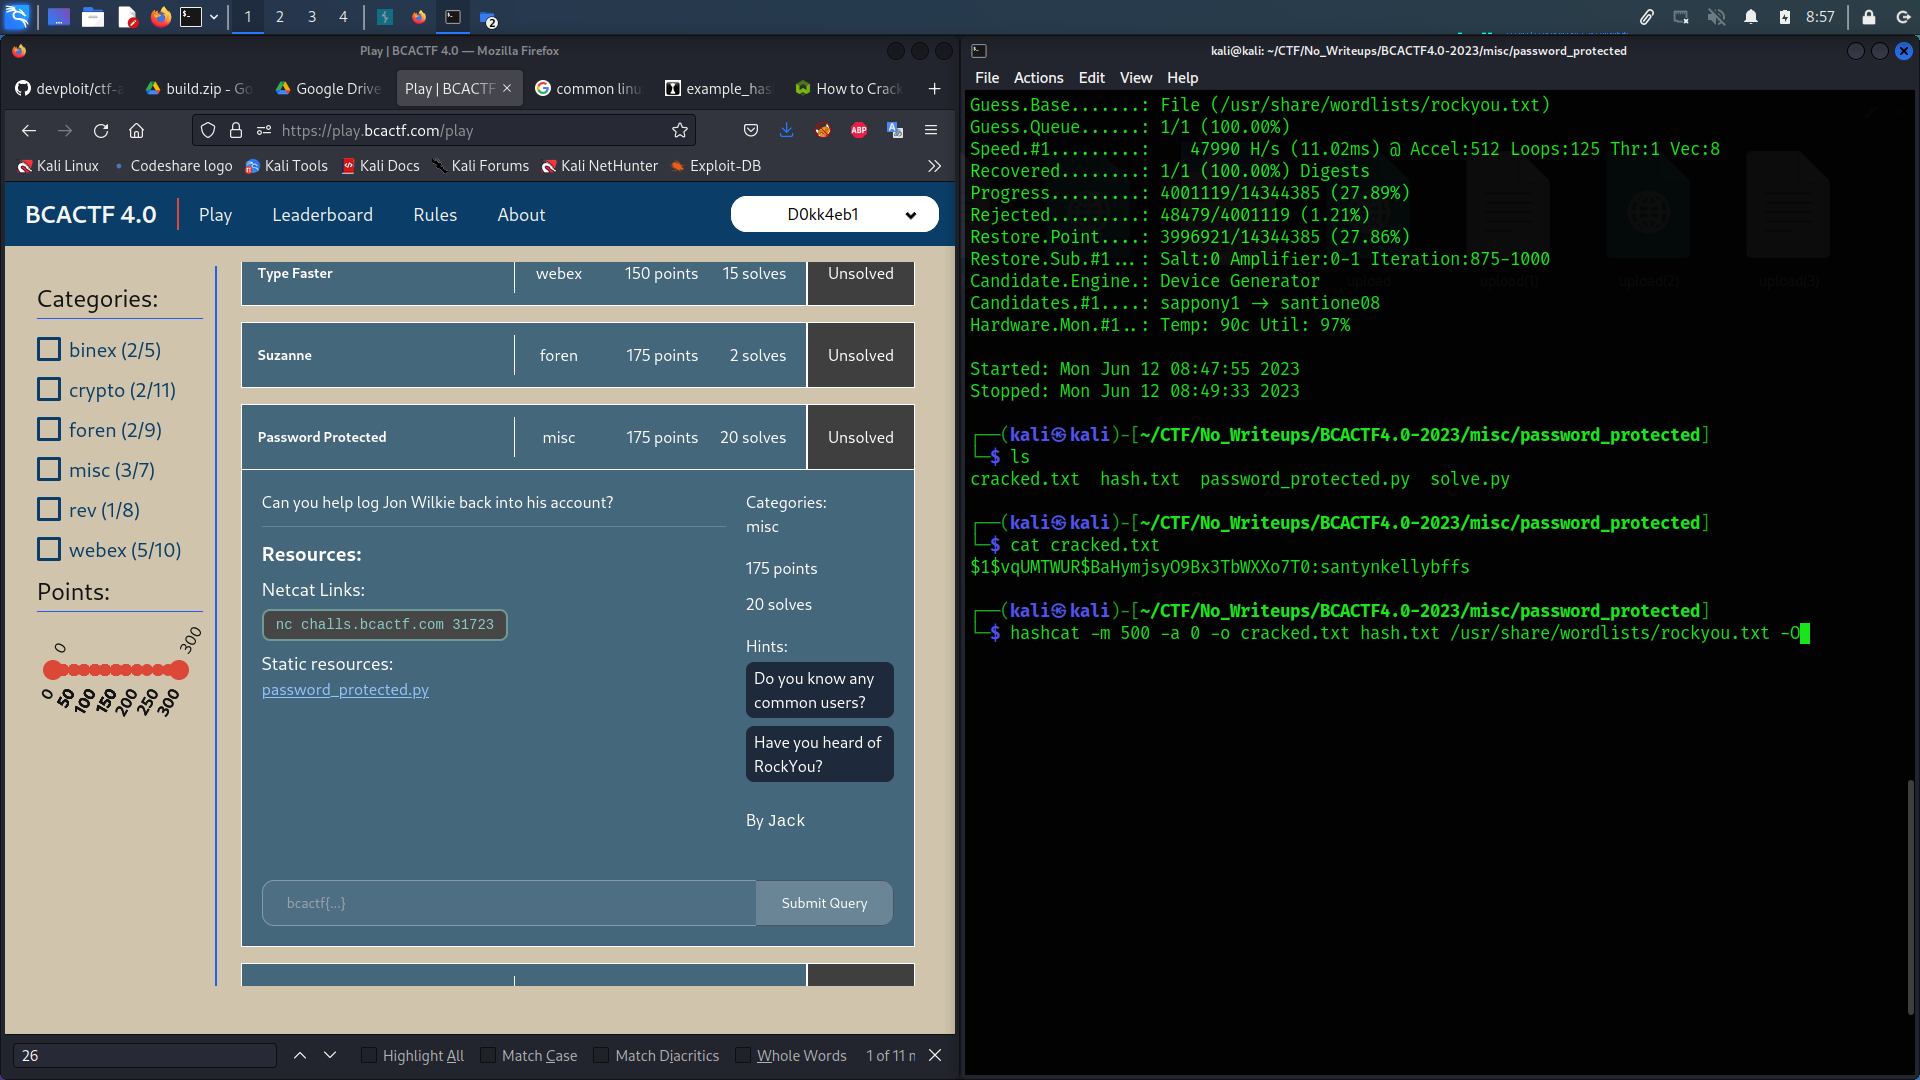 1
2
3
4
2
8:57
Play | BCACTF 4.0 — Mozilla Firefox
devploit/ctf-a
build.zip - Go
Google Drive
Play | BCACTF
common linu
example_has
How to Crack
https://play.bcactf.com/play
ABP
Kali Linux
Codeshare logo
Kali Tools
Kali Docs
Kali Forums
Kali NetHunter
Exploit-DB
BCACTF 4.0
Play
Leaderboard
Rules
About
D0kk4eb1
Categories:
binex (2/5)
crypto (2/11)
foren (2/9)
misc (3/7)
rev (1/8)
webex (5/10)
Points:
0
300
0 50 100 150 200 250 300
Type Faster webex 150 points 15 solves Unsolved
Suzanne foren 175 points 2 solves Unsolved
Password Protected misc 175 points 20 solves Unsolved
Can you help log Jon Wilkie back into his account?
Resources:
Netcat Links:
nc challs.bcactf.com 31723
Static resources:
password_protected.py
Categories:
misc
175 points
20 solves
Hints:
Do you know any
common users?
Have you heard of
RockYou?
By Jack
bcactf{...}
Submit Query
26
Highlight All
Match Case
Match Diacritics
Whole Words
1 of 11 m
kali@kali: ~/CTF/No_Writeups/BCACTF4.0-2023/misc/password_protected
File Actions Edit View Help
Guess.Base.......: File (/usr/share/wordlists/rockyou.txt)
Guess.Queue......: 1/1 (100.00%)
Speed.#1.........:    47990 H/s (11.02ms) @ Accel:512 Loops:125 Thr:1 Vec:8
Recovered........: 1/1 (100.00%) Digests
Progress.........: 4001119/14344385 (27.89%)
Rejected.........: 48479/4001119 (1.21%)
Restore.Point....: 3996921/14344385 (27.86%)
Restore.Sub.#1...: Salt:0 Amplifier:0-1 Iteration:875-1000
Candidate.Engine.: Device Generator
Candidates.#1....: sappony1 -> santione08
Hardware.Mon.#1..: Temp: 90c Util: 97%
upload
upload(1)
upload(2)
upload(3)
Started: Mon Jun 12 08:47:55 2023
Stopped: Mon Jun 12 08:49:33 2023
┌──(kali㉿kali)-[~/CTF/No_Writeups/BCACTF4.0-2023/misc/password_protected]
└─$ ls
cracked.txt  hash.txt  password_protected.py  solve.py
┌──(kali㉿kali)-[~/CTF/No_Writeups/BCACTF4.0-2023/misc/password_protected]
└─$ cat cracked.txt
$1$vqUMTWUR$BaHymjsyO9Bx3TbWXXo7T0:santynkellybffs
┌──(kali㉿kali)-[~/CTF/No_Writeups/BCACTF4.0-2023/misc/password_protected]
└─$ hashcat -m 500 -a 0 -o cracked.txt hash.txt /usr/share/wordlists/rockyou.txt -O